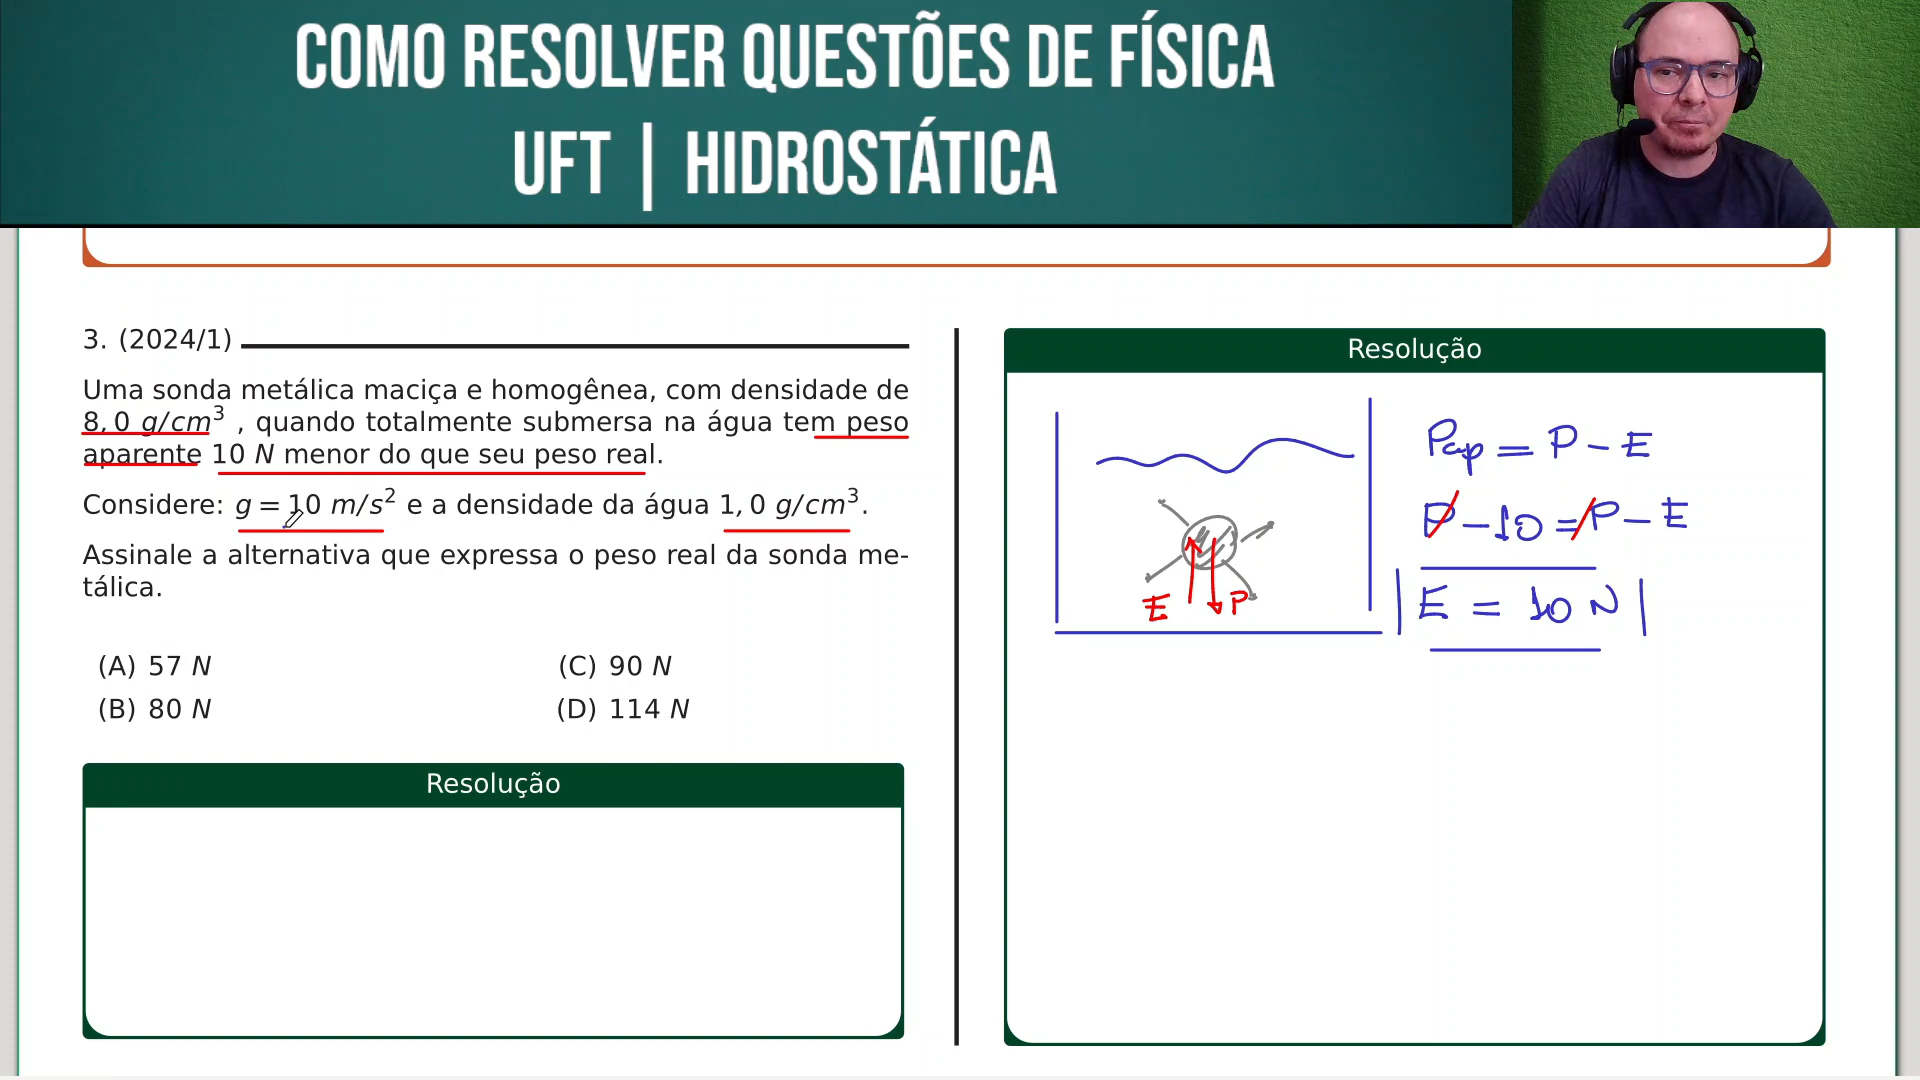 COMO RESOLVER QUESTÕES DE FÍSICA
UFT | HIDROSTÁTICA
3. (2024/1)
Uma sonda metálica maciça e homogênea, com densidade de
8,0 g/cm³ , quando totalmente submersa na água tem peso
aparente 10 N menor do que seu peso real.
Considere: g = 10 m/s² e a densidade da água 1,0 g/cm³.
Assinale a alternativa que expressa o peso real da sonda me-
tálica.
(A) 57 N
(B) 80 N
(C) 90 N
(D) 114 N
Resolução
Resolução
Pap = P - E
P - 10 = P - E
E = 10 N
E P